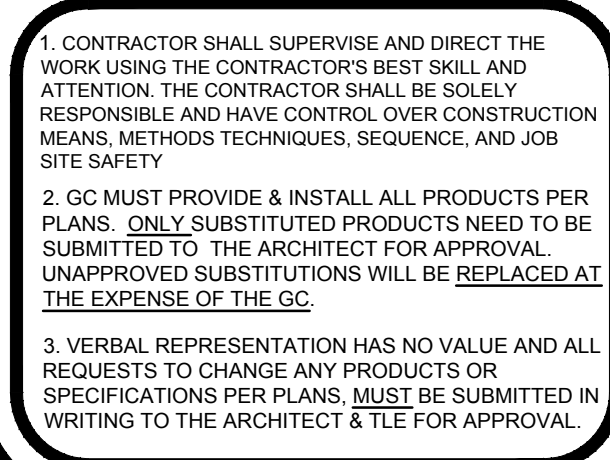 1. CONTRACTOR SHALL SUPERVISE AND DIRECT THE
WORK USING THE CONTRACTOR'S BEST SKILL AND
ATTENTION. THE CONTRACTOR SHALL BE SOLELY
RESPONSIBLE AND HAVE CONTROL OVER CONSTRUCTION
MEANS, METHODS TECHNIQUES, SEQUENCE, AND JOB
SITE SAFETY
2. GC MUST PROVIDE & INSTALL ALL PRODUCTS PER
PLANS. ONLY SUBSTITUTED PRODUCTS NEED TO BE
SUBMITTED TO THE ARCHITECT FOR APPROVAL.
UNAPPROVED SUBSTITUTIONS WILL BE REPLACED AT
THE EXPENSE OF THE GC.
3. VERBAL REPRESENTATION HAS NO VALUE AND ALL
REQUESTS TO CHANGE ANY PRODUCTS OR
SPECIFICATIONS PER PLANS, MUST BE SUBMITTED IN
WRITING TO THE ARCHITECT & TLE FOR APPROVAL.